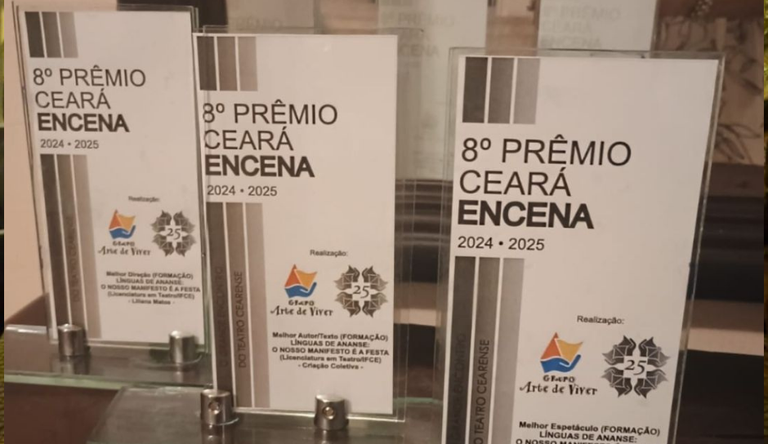 8º PRÊMIO
CEARÁ
ENCENA
2024 • 2025
Realização:
GRUPO
Arte de Viver
25
Melhor Direção (FORMAÇÃO)
LÍNGUAS DE ANANSE:
O NOSSO MANIFESTO É A FESTA
(Licenciatura em Teatro/IFCE)
- Liliana Matos -
8º PRÊMIO
CEARÁ
ENCENA
2024 • 2025
DO TEATRO CEARENSE
Realização:
GRUPO
Arte de Viver
25
Melhor Autor/Texto (FORMAÇÃO)
LÍNGUAS DE ANANSE:
O NOSSO MANIFESTO É A FESTA
(Licenciatura em Teatro/IFCE)
- Criação Coletiva -
8º PRÊMIO
CEARÁ
ENCENA
2024 • 2025
DO TEATRO CEARENSE
Realização:
GRUPO
Arte de Viver
25
Melhor Espetáculo (FORMAÇÃO)
LÍNGUAS DE ANANSE:
O NOSSO MANIFESTO É A FESTA